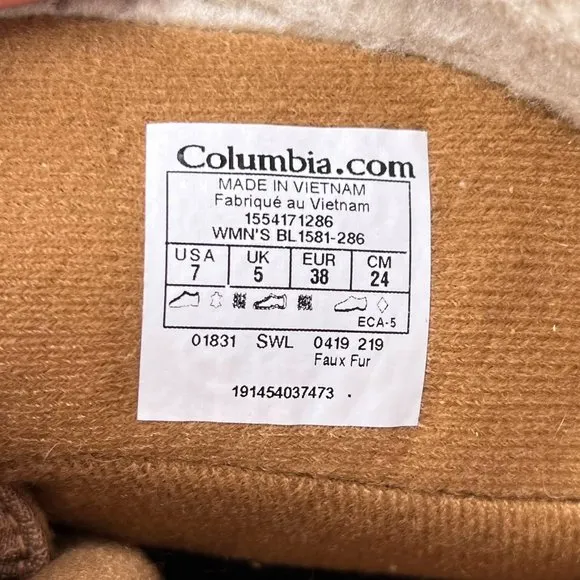 Columbia.com
MADE IN VIETNAM
Fabriqué au Vietnam
1554171286
WMN'S BL1581-286
USA UK EUR CM
7 5 38 24
ECA-5
01831 SWL 0419 219
Faux Fur
191454037473 .